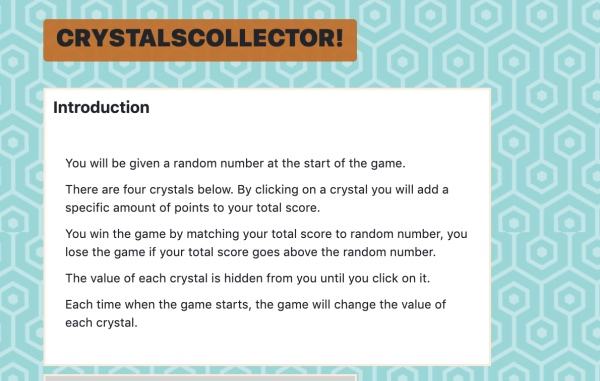 CRYSTALSCOLLECTOR!
Introduction
You will be given a random number at the start of the game.
There are four crystals below. By clicking on a crystal you will add a
specific amount of points to your total score.
You win the game by matching your total score to random number, you
lose the game if your total score goes above the random number.
The value of each crystal is hidden from you until you click on it.
Each time when the game starts, the game will change the value of
each crystal.